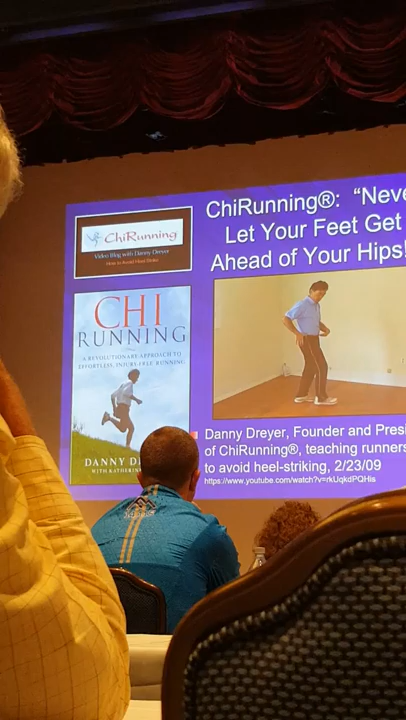 ChiRunning®: “Neve
Let Your Feet Get
Ahead of Your Hips!
ChiRunning
Video Blog with Danny Dreyer
CHI
RUNNING
A REVOLUTIONARY APPROACH TO
EFFORTLESS, INJURY-FREE RUNNING
DANNY D
WITH KATHERIN
Danny Dreyer, Founder and Presi
of ChiRunning®, teaching runners
to avoid heel-striking, 2/23/09
https://www.youtube.com/watch?v=rkUqkdPQHis